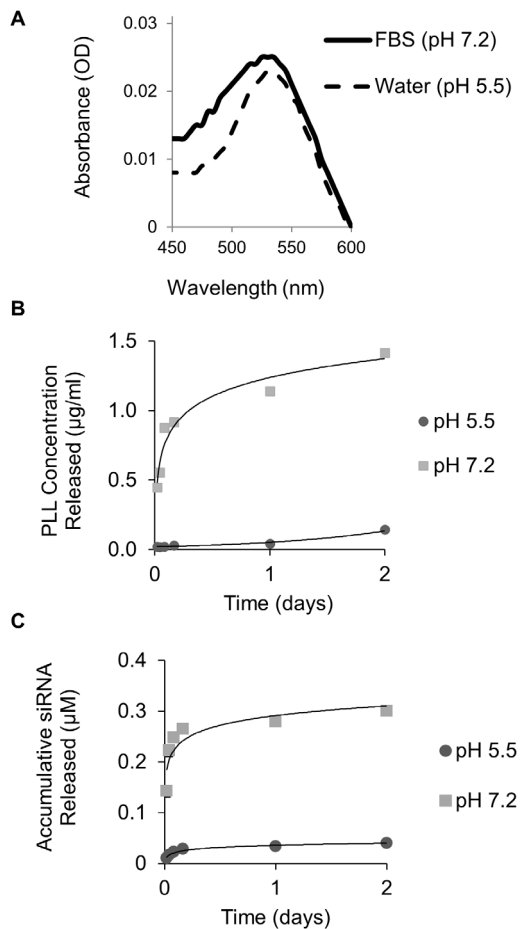 A
Absorbance (OD)
0.03
0.02
0.01
0
450
500
550
600
Wavelength (nm)
FBS (pH 7.2)
Water (pH 5.5)
B
PLL Concentration
Released (µg/ml)
1.5
1.0
0.5
0.0
0
1
2
Time (days)
pH 5.5
pH 7.2
C
Accumulative siRNA
Released (µM)
0.4
0.3
0.2
0.1
0
0
1
2
Time (days)
pH 5.5
pH 7.2